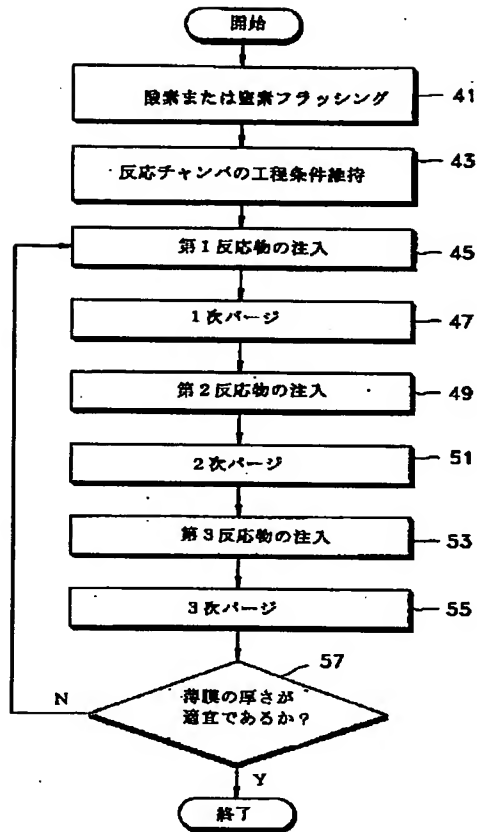 開始
酸素または窒素フラッシング
41
反応チャンバの工程条件維持
43
第1反応物の注入
45
1次パージ
47
第2反応物の注入
49
2次パージ
51
第3反応物の注入
53
3次パージ
55
57
薄膜の厚さが
適宜であるか？
N
Y
終了